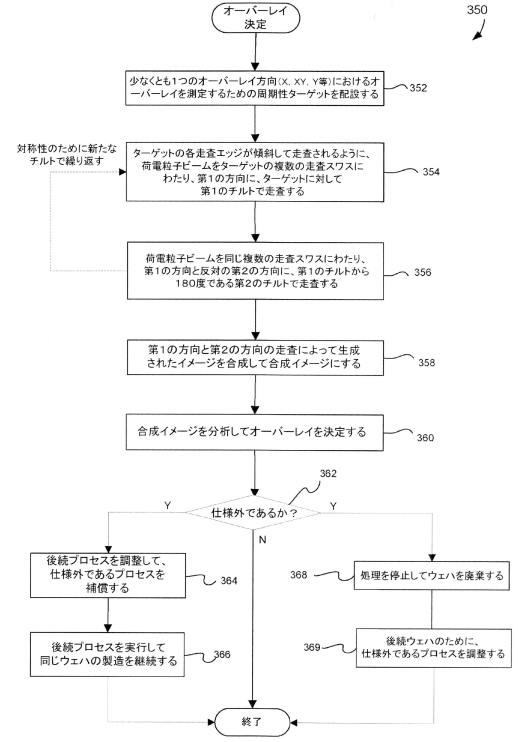 350
オーバーレイ
決定
少なくとも1つのオーバーレイ方向(X、XY、Y等)におけるオー
バーレイを測定するための周期性ターゲットを配設する
352
対称性のために新たな
チルトで繰り返す
ターゲットの各走査エッジが傾斜して走査されるように、
荷電粒子ビームをターゲットの複数の走査スワスに
わたり、第1の方向に、ターゲットに対して
第1のチルトで走査する
354
荷電粒子ビームを同じ複数の走査スワスにわたり、
第1の方向と反対の第2の方向に、第1のチルトから
180度である第2のチルトで走査する
356
第1の方向と第2の方向の走査によって生成
されたイメージを合成して合成イメージにする
358
合成イメージを分析してオーバーレイを決定する
360
362
仕様外であるか？
Y
Y
N
後続プロセスを調整して、
仕様外であるプロセスを
補償する
364
368
処理を停止してウェハを廃棄する
後続プロセスを実行して
同じウェハの製造を継続する
366
369
後続ウェハのために、
仕様外であるプロセスを調整する
終了